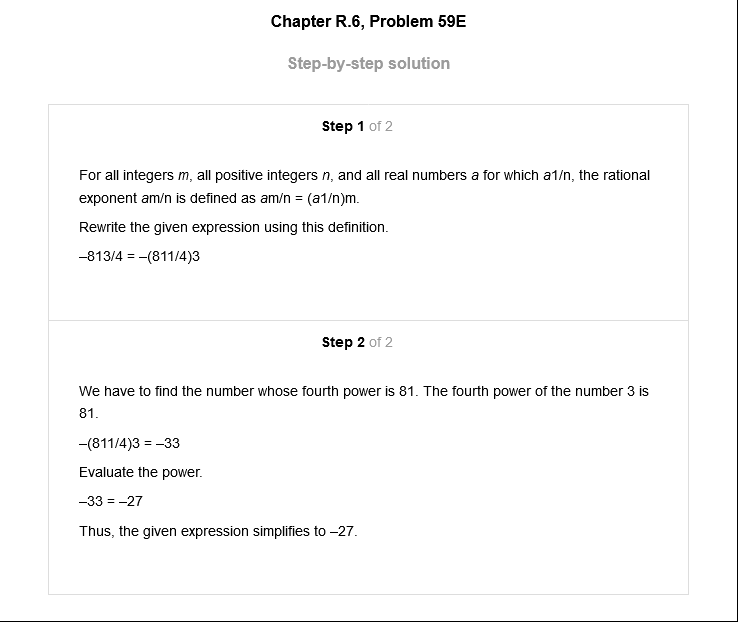 Chapter R.6, Problem 59E
Step-by-step solution
Step 1 of 2
For all integers m, all positive integers n, and all real numbers a for which a1/n, the rational
exponent am/n is defined as am/n = (a1/n)m.
Rewrite the given expression using this definition.
–813/4 = –(811/4)3
Step 2 of 2
We have to find the number whose fourth power is 81. The fourth power of the number 3 is
81.
–(811/4)3 = –33
Evaluate the power.
–33 = –27
Thus, the given expression simplifies to –27.